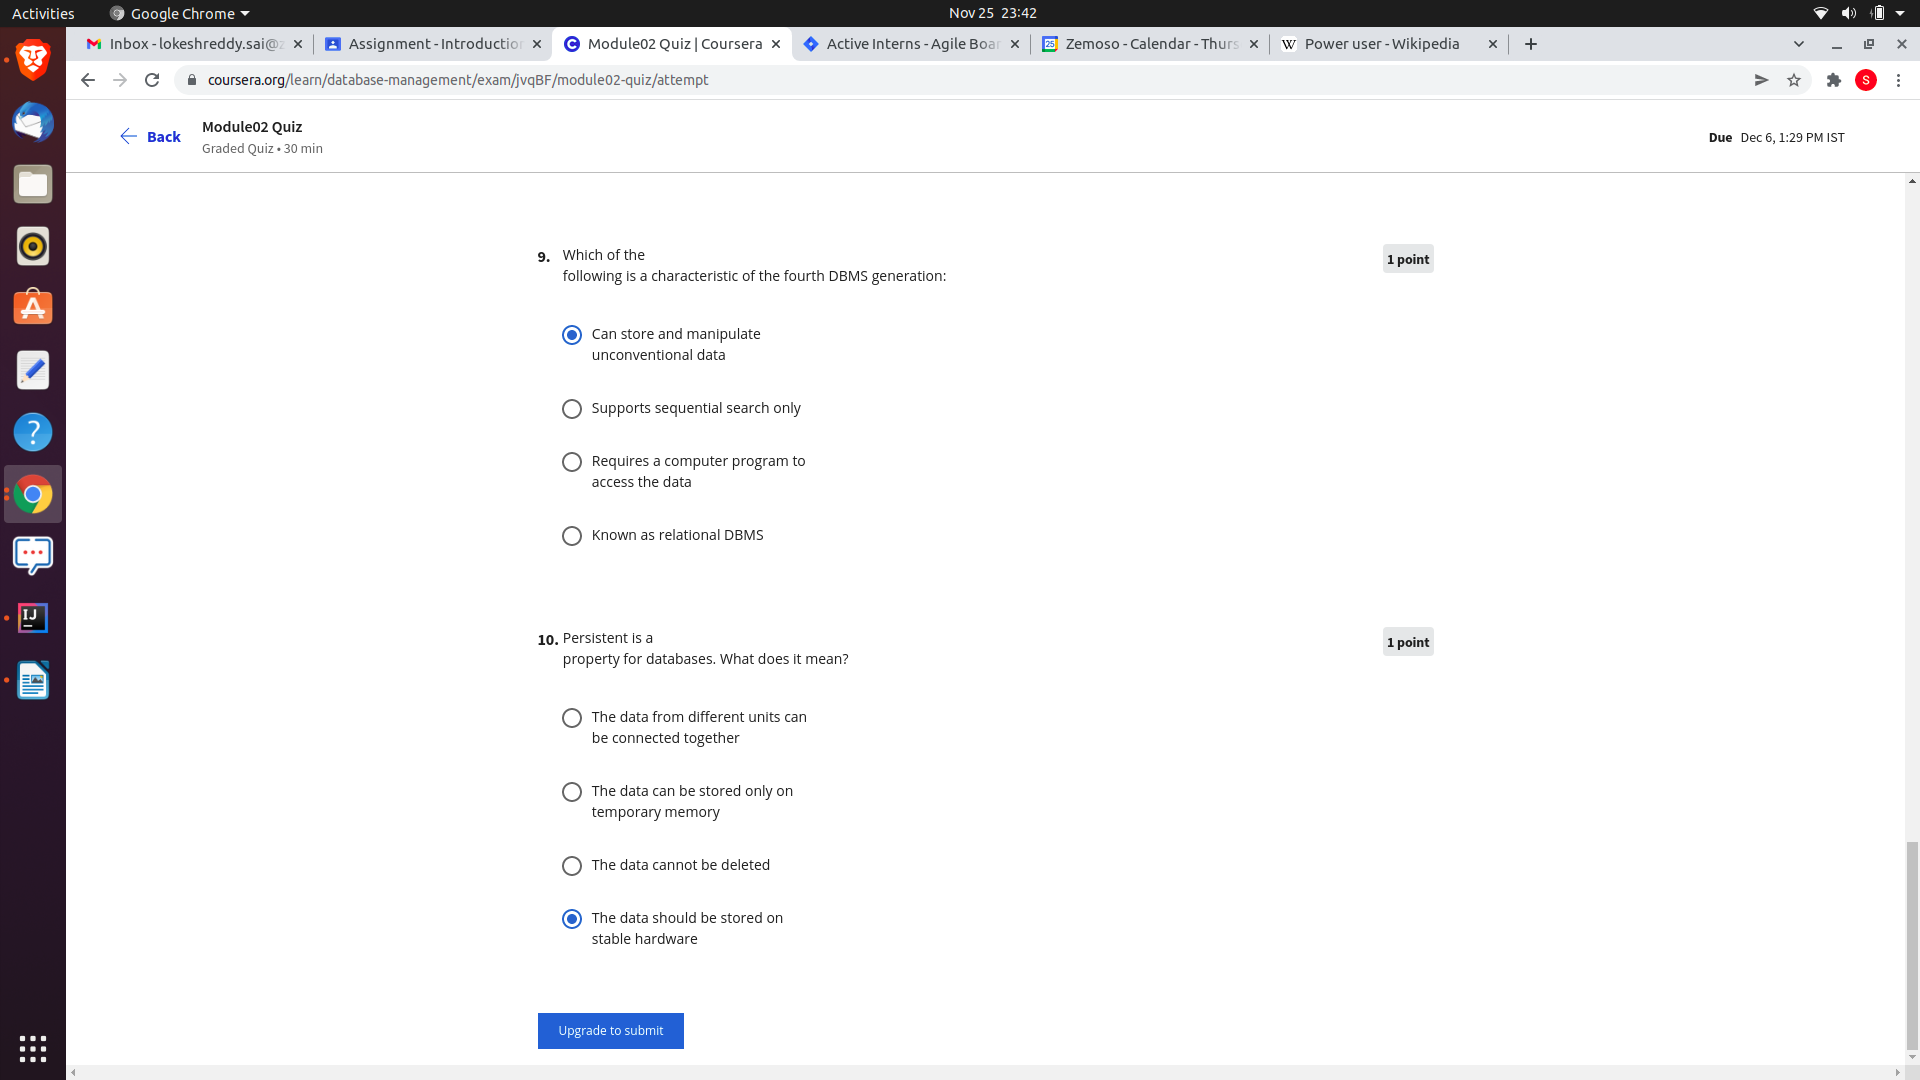 Activities
Google Chrome
Nov 25 23:42
Inbox - lokeshreddy.sai@z
Assignment - Introduction
Module02 Quiz | Coursera
Active Interns - Agile Boar
Zemoso - Calendar - Thurs
Power user - Wikipedia
coursera.org/learn/database-management/exam/jvqBF/module02-quiz/attempt
S
Back
Module02 Quiz
Graded Quiz • 30 min
Due Dec 6, 1:29 PM IST
9. Which of the
following is a characteristic of the fourth DBMS generation:
1 point
Can store and manipulate
unconventional data
Supports sequential search only
Requires a computer program to
access the data
Known as relational DBMS
10. Persistent is a
property for databases. What does it mean?
1 point
The data from different units can
be connected together
The data can be stored only on
temporary memory
The data cannot be deleted
The data should be stored on
stable hardware
Upgrade to submit